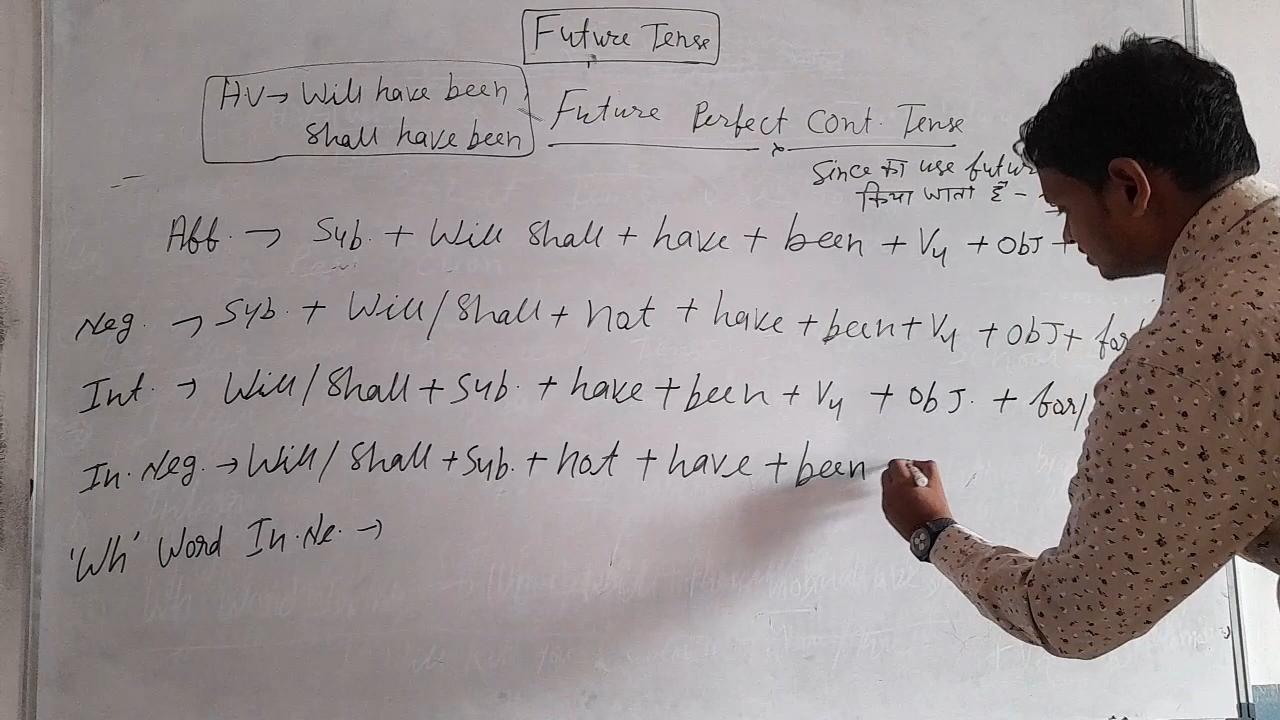 Future Tense
HV → Will have been
Shall have been
Future Perfect Cont. Tense
Since का use
किया जाता है -
Aff. → Sub. + Will Shall + have + been + V4 + Obj +
Neg. → Sub. + Will/Shall + not + have + been + V4 + Obj + for
Int. → Will/Shall + Sub. + have + been + V4 + Obj. + for/
In. Neg. → Will/Shall + Sub. + not + have + been
'Wh' Word In. Ne. →